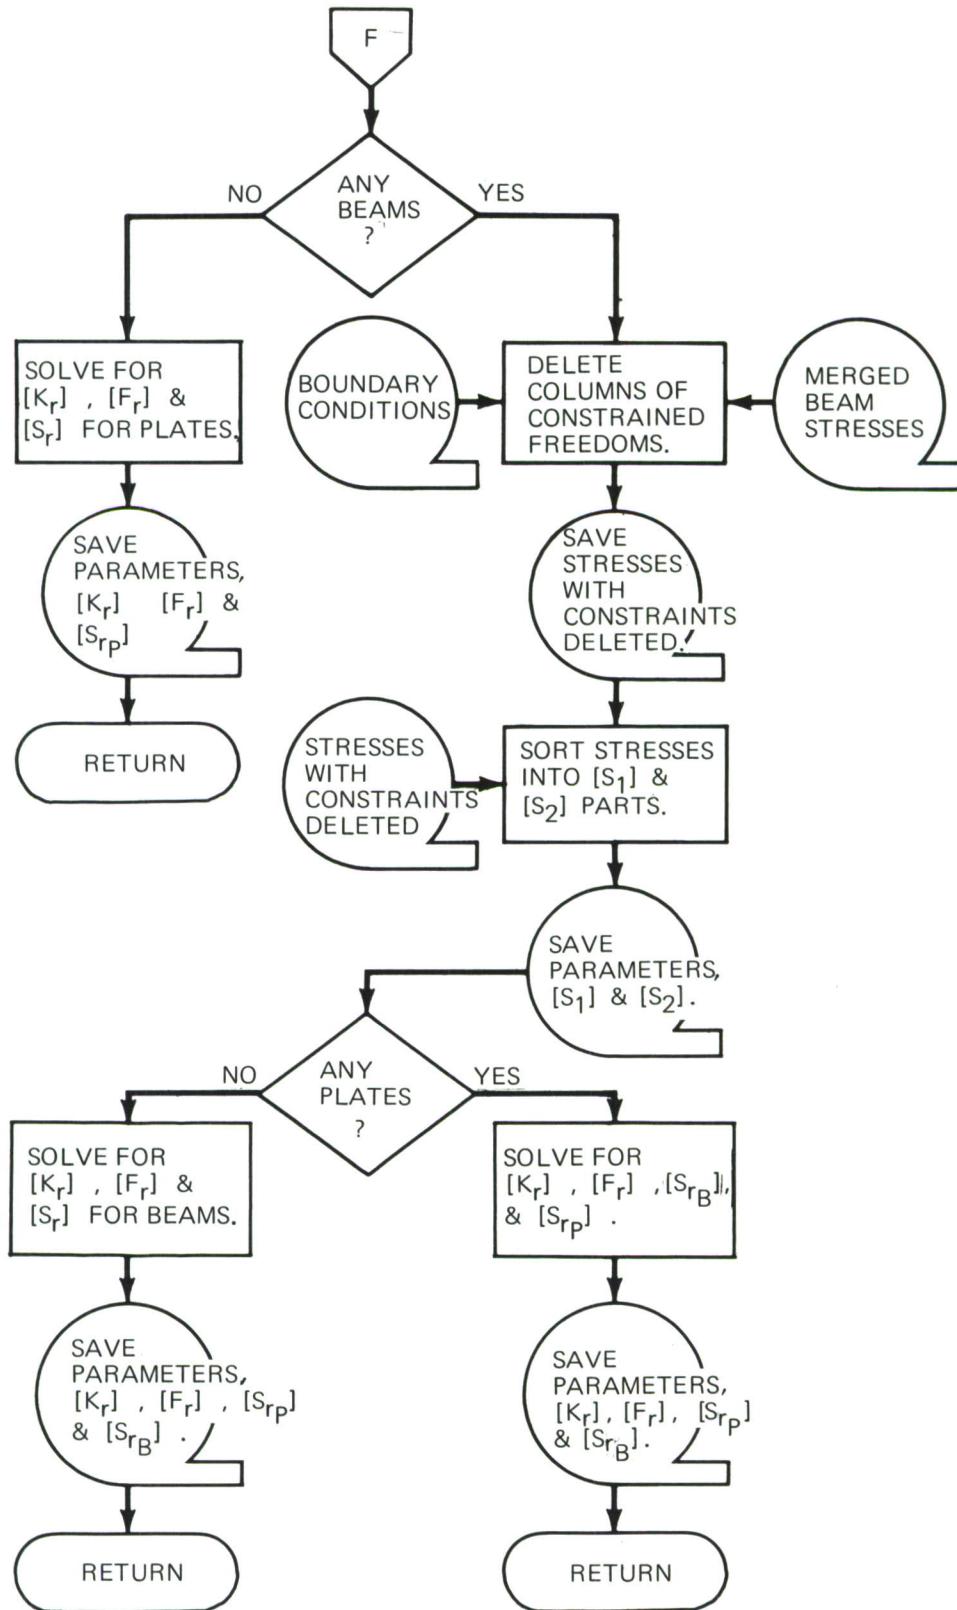 F
ANY
BEAMS
?
NO
YES
SOLVE FOR
[Kr] , [Fr] &
[Sr] FOR PLATES.
BOUNDARY
CONDITIONS
DELETE
COLUMNS OF
CONSTRAINED
FREEDOMS.
MERGED
BEAM
STRESSES
SAVE
PARAMETERS,
[Kr] [Fr] &
[SrP]
RETURN
SAVE
STRESSES
WITH
CONSTRAINTS
DELETED.
STRESSES
WITH
CONSTRAINTS
DELETED
SORT STRESSES
INTO [S1] &
[S2] PARTS.
SAVE
PARAMETERS,
[S1] & [S2].
ANY
PLATES
?
NO
YES
SOLVE FOR
[Kr] , [Fr] &
[Sr] FOR BEAMS.
SOLVE FOR
[Kr] , [Fr] ,[SrB],
& [SrP] .
SAVE
PARAMETERS,
[Kr] , [Fr] , [SrP]
& [SrB] .
SAVE
PARAMETERS,
[Kr], [Fr], [SrP]
& [SrB].
RETURN
RETURN